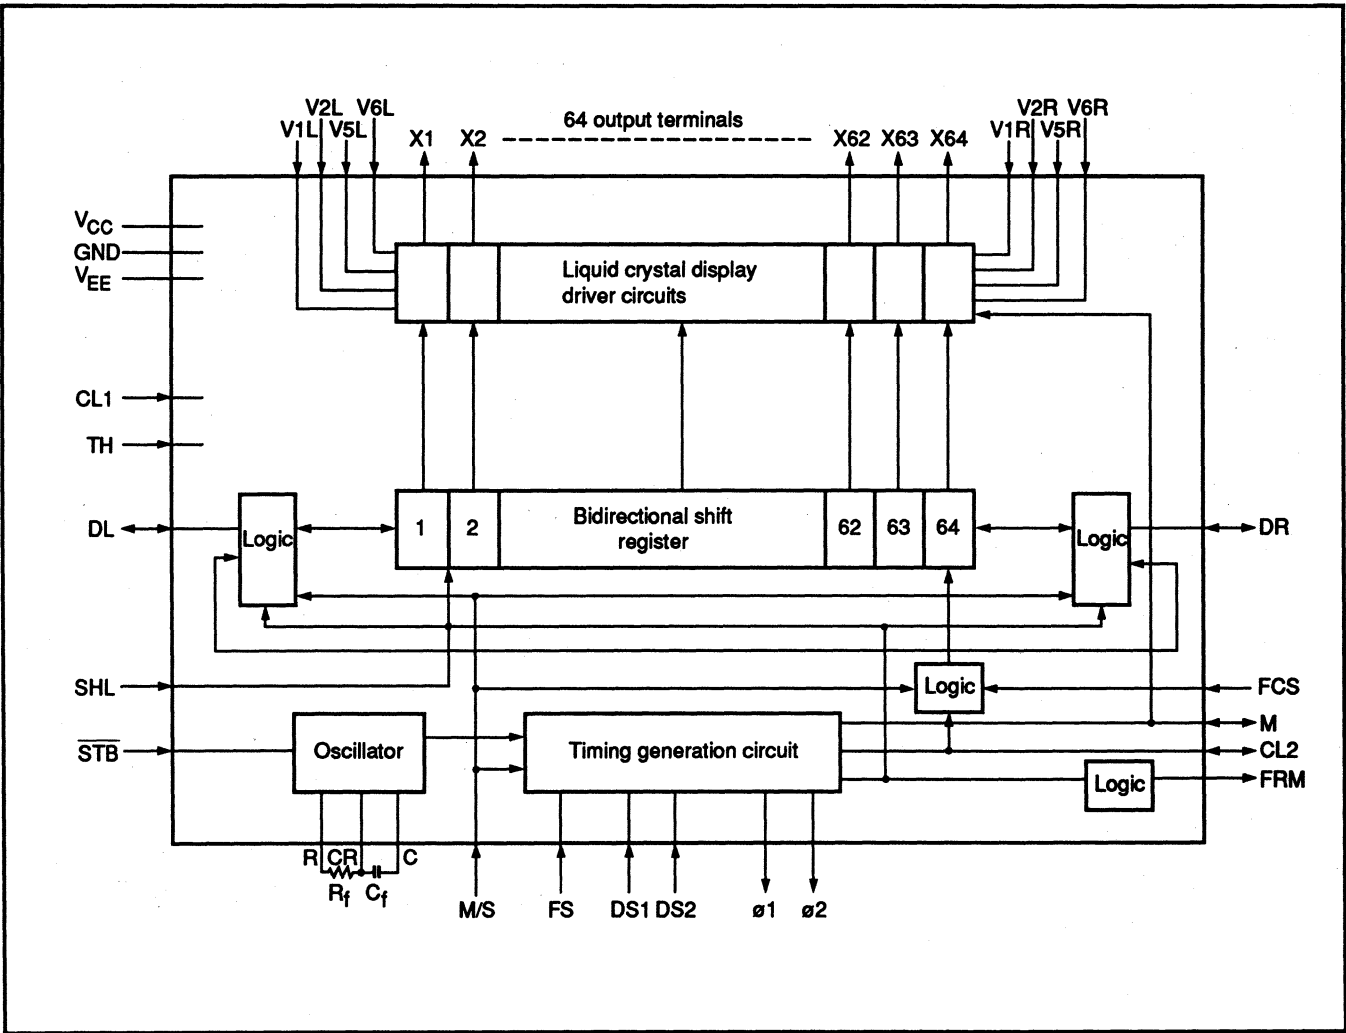 V2L V6L
V1L V5L
X1 X2
64 output terminals
X62 X63 X64
V2R V6R
V1R V5R
VCC
GND
VEE
Liquid crystal display
driver circuits
CL1
TH
DL
Logic
1 2
Bidirectional shift
register
62 63 64
Logic
DR
SHL
Logic
FCS
STB
Oscillator
Timing generation circuit
M
CL2
Logic
FRM
R CR C
Rf Cf
M/S FS DS1 DS2 ø1 ø2